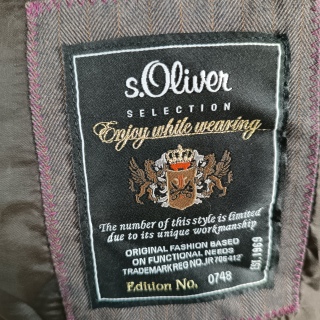 s.Oliver
SELECTION
Enjoy while wearing
The number of this style is limited
due to its unique workmanship
ORIGINAL FASHION BASED
ON FUNCTIONAL NEEDS
TRADEMARK REG NO. IR 706 412
Edition No. 0748
EST. 1969